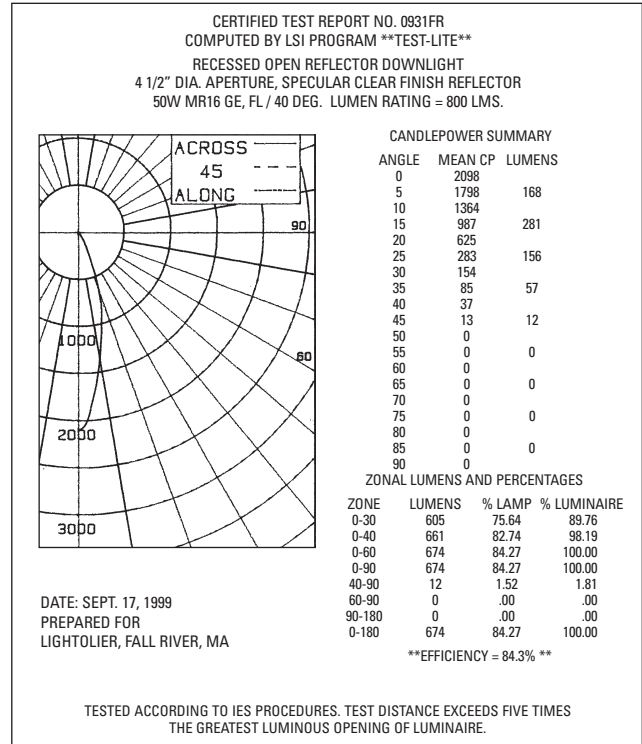 CERTIFIED TEST REPORT NO. 0931FR
COMPUTED BY LSI PROGRAM **TEST-LITE**
RECESSED OPEN REFLECTOR DOWNLIGHT
4 1/2” DIA. APERTURE, SPECULAR CLEAR FINISH REFLECTOR
50W MR16 GE, FL / 40 DEG. LUMEN RATING = 800 LMS.
ACROSS
45
ALONG
90
60
1000
2000
3000
CANDLEPOWER SUMMARY
ANGLE MEAN CP LUMENS
0 2098
5 1798 168
10 1364
15 987 281
20 625
25 283 156
30 154
35 85 57
40 37
45 13 12
50 0
55 0 0
60 0
65 0 0
70 0
75 0 0
80 0
85 0 0
90 0
ZONAL LUMENS AND PERCENTAGES
ZONE LUMENS % LAMP % LUMINAIRE
0-30 605 75.64 89.76
0-40 661 82.74 98.19
0-60 674 84.27 100.00
0-90 674 84.27 100.00
40-90 12 1.52 1.81
60-90 0 .00 .00
90-180 0 .00 .00
0-180 674 84.27 100.00
**EFFICIENCY = 84.3% **
DATE: SEPT. 17, 1999
PREPARED FOR
LIGHTOLIER, FALL RIVER, MA
TESTED ACCORDING TO IES PROCEDURES. TEST DISTANCE EXCEEDS FIVE TIMES
THE GREATEST LUMINOUS OPENING OF LUMINAIRE.